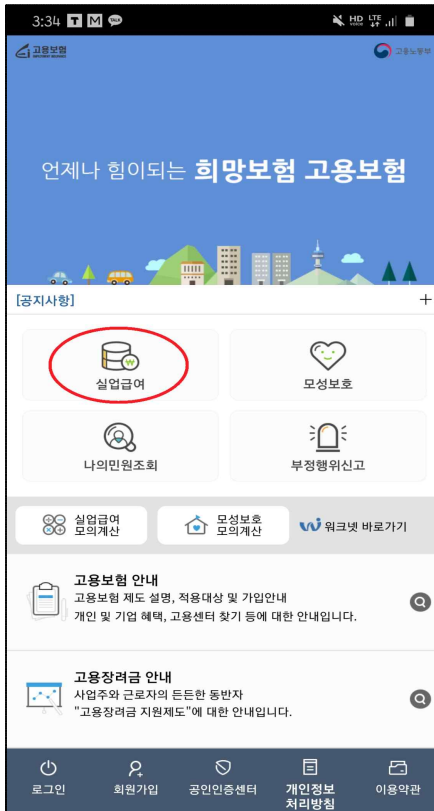 3:34 T M TALK HD VOICE LTE
고용보험 고용노동부
언제나 힘이되는 희망보험 고용보험
[공지사항] +
실업급여 모성보호
나의민원조회 부정행위신고
실업급여 모성보호
모의계산 모의계산
워크넷 바로가기
고용보험 안내
고용보험 제도 설명, 적용대상 및 가입안내
개인 및 기업 혜택, 고용센터 찾기 등에 대한 안내입니다.
고용장려금 안내
사업주와 근로자의 든든한 동반자
"고용장려금 지원제도"에 대한 안내입니다.
로그인 회원가입 공인인증센터 개인정보 이용약관
처리방침